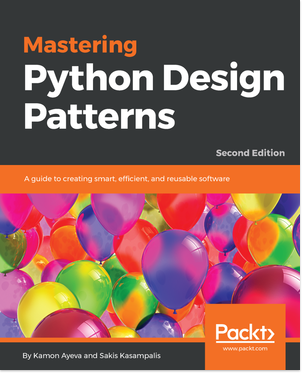 Mastering
Python Design
Patterns
Second Edition
A guide to creating smart, efficient, and reusable software
Packt>
www.packt.com
By Kamon Ayeva and Sakis Kasampalis